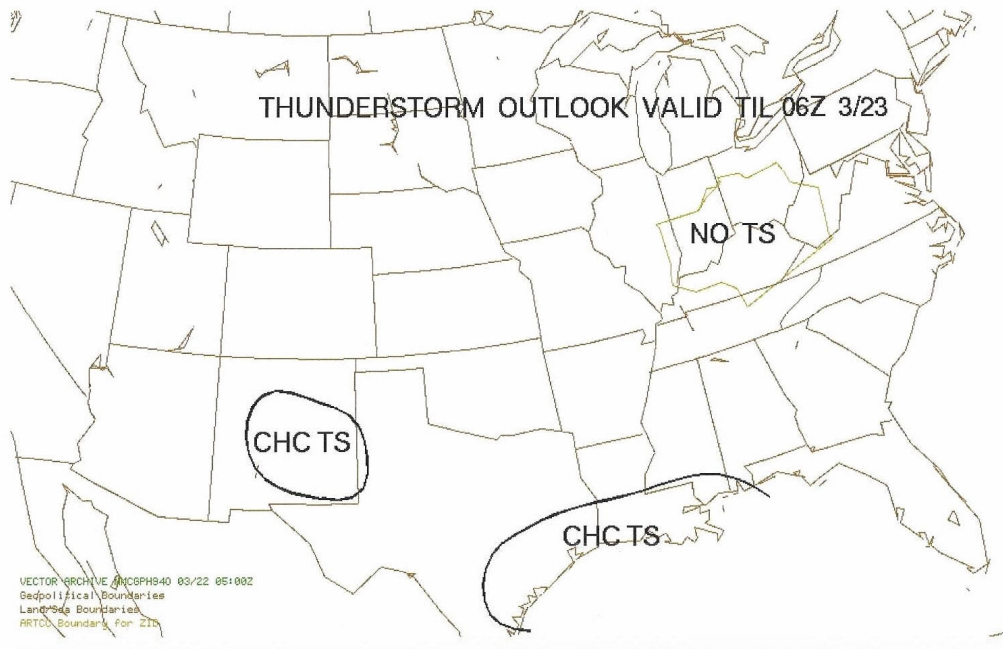 THUNDERSTORM OUTLOOK VALID TIL 06Z 3/23
NO TS
CHC TS
CHC TS
VECTOR ARCHIVE 03/22 05:00Z
Geopolitical Boundaries
Land/Sea Boundaries
ARTCC Boundary for ZID